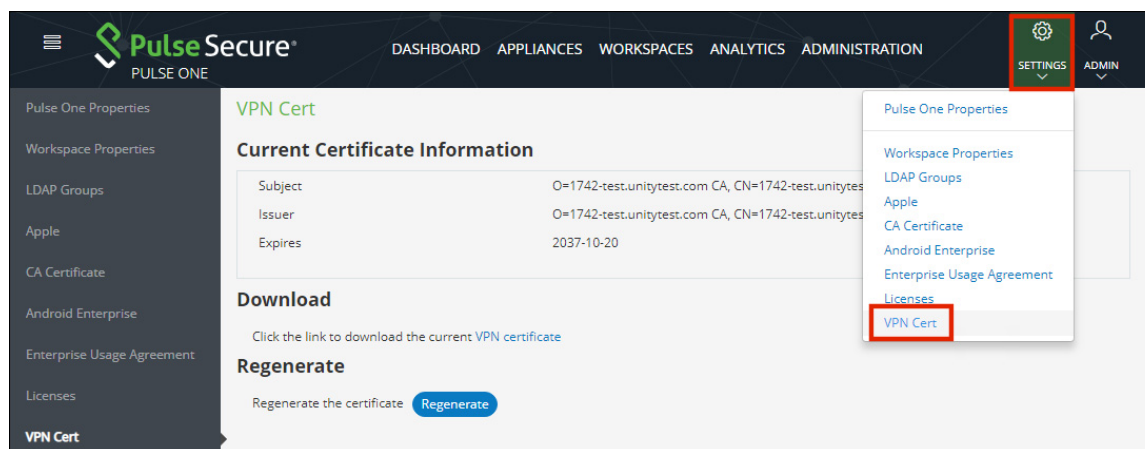 Pulse Secure®
PULSE ONE
DASHBOARD APPLIANCES WORKSPACES ANALYTICS ADMINISTRATION
SETTINGS
ADMIN
Pulse One Properties
Workspace Properties
LDAP Groups
Apple
CA Certificate
Android Enterprise
Enterprise Usage Agreement
Licenses
VPN Cert
VPN Cert
Current Certificate Information
Subject O=1742-test.unitytest.com CA, CN=1742-test.unitytes
Issuer O=1742-test.unitytest.com CA, CN=1742-test.unitytes
Expires 2037-10-20
Download
Click the link to download the current VPN certificate
Regenerate
Regenerate the certificate Regenerate
Pulse One Properties
Workspace Properties
LDAP Groups
Apple
CA Certificate
Android Enterprise
Enterprise Usage Agreement
Licenses
VPN Cert